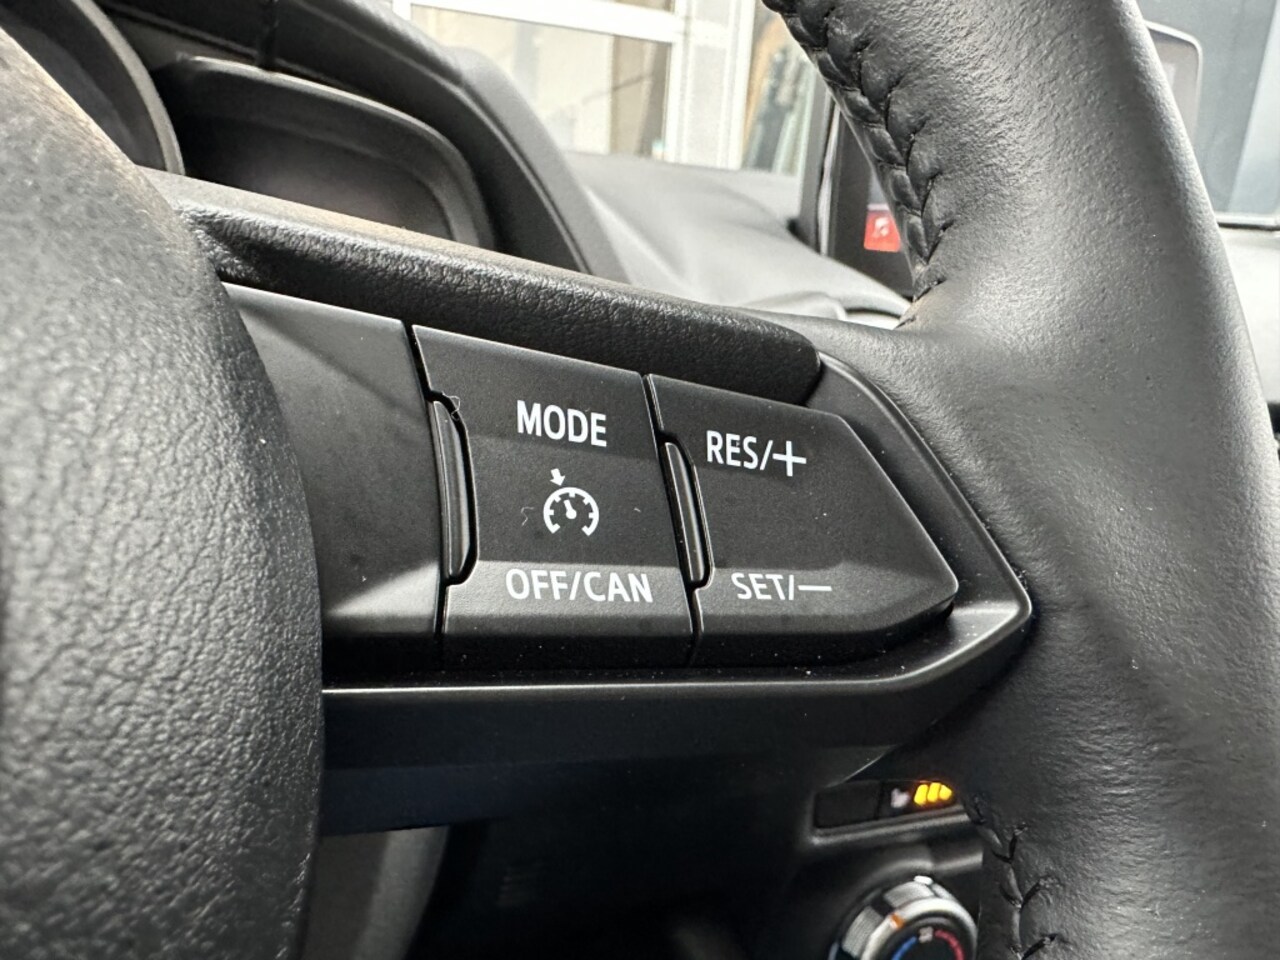 MODE
RES/+
OFF/CAN
SET/—